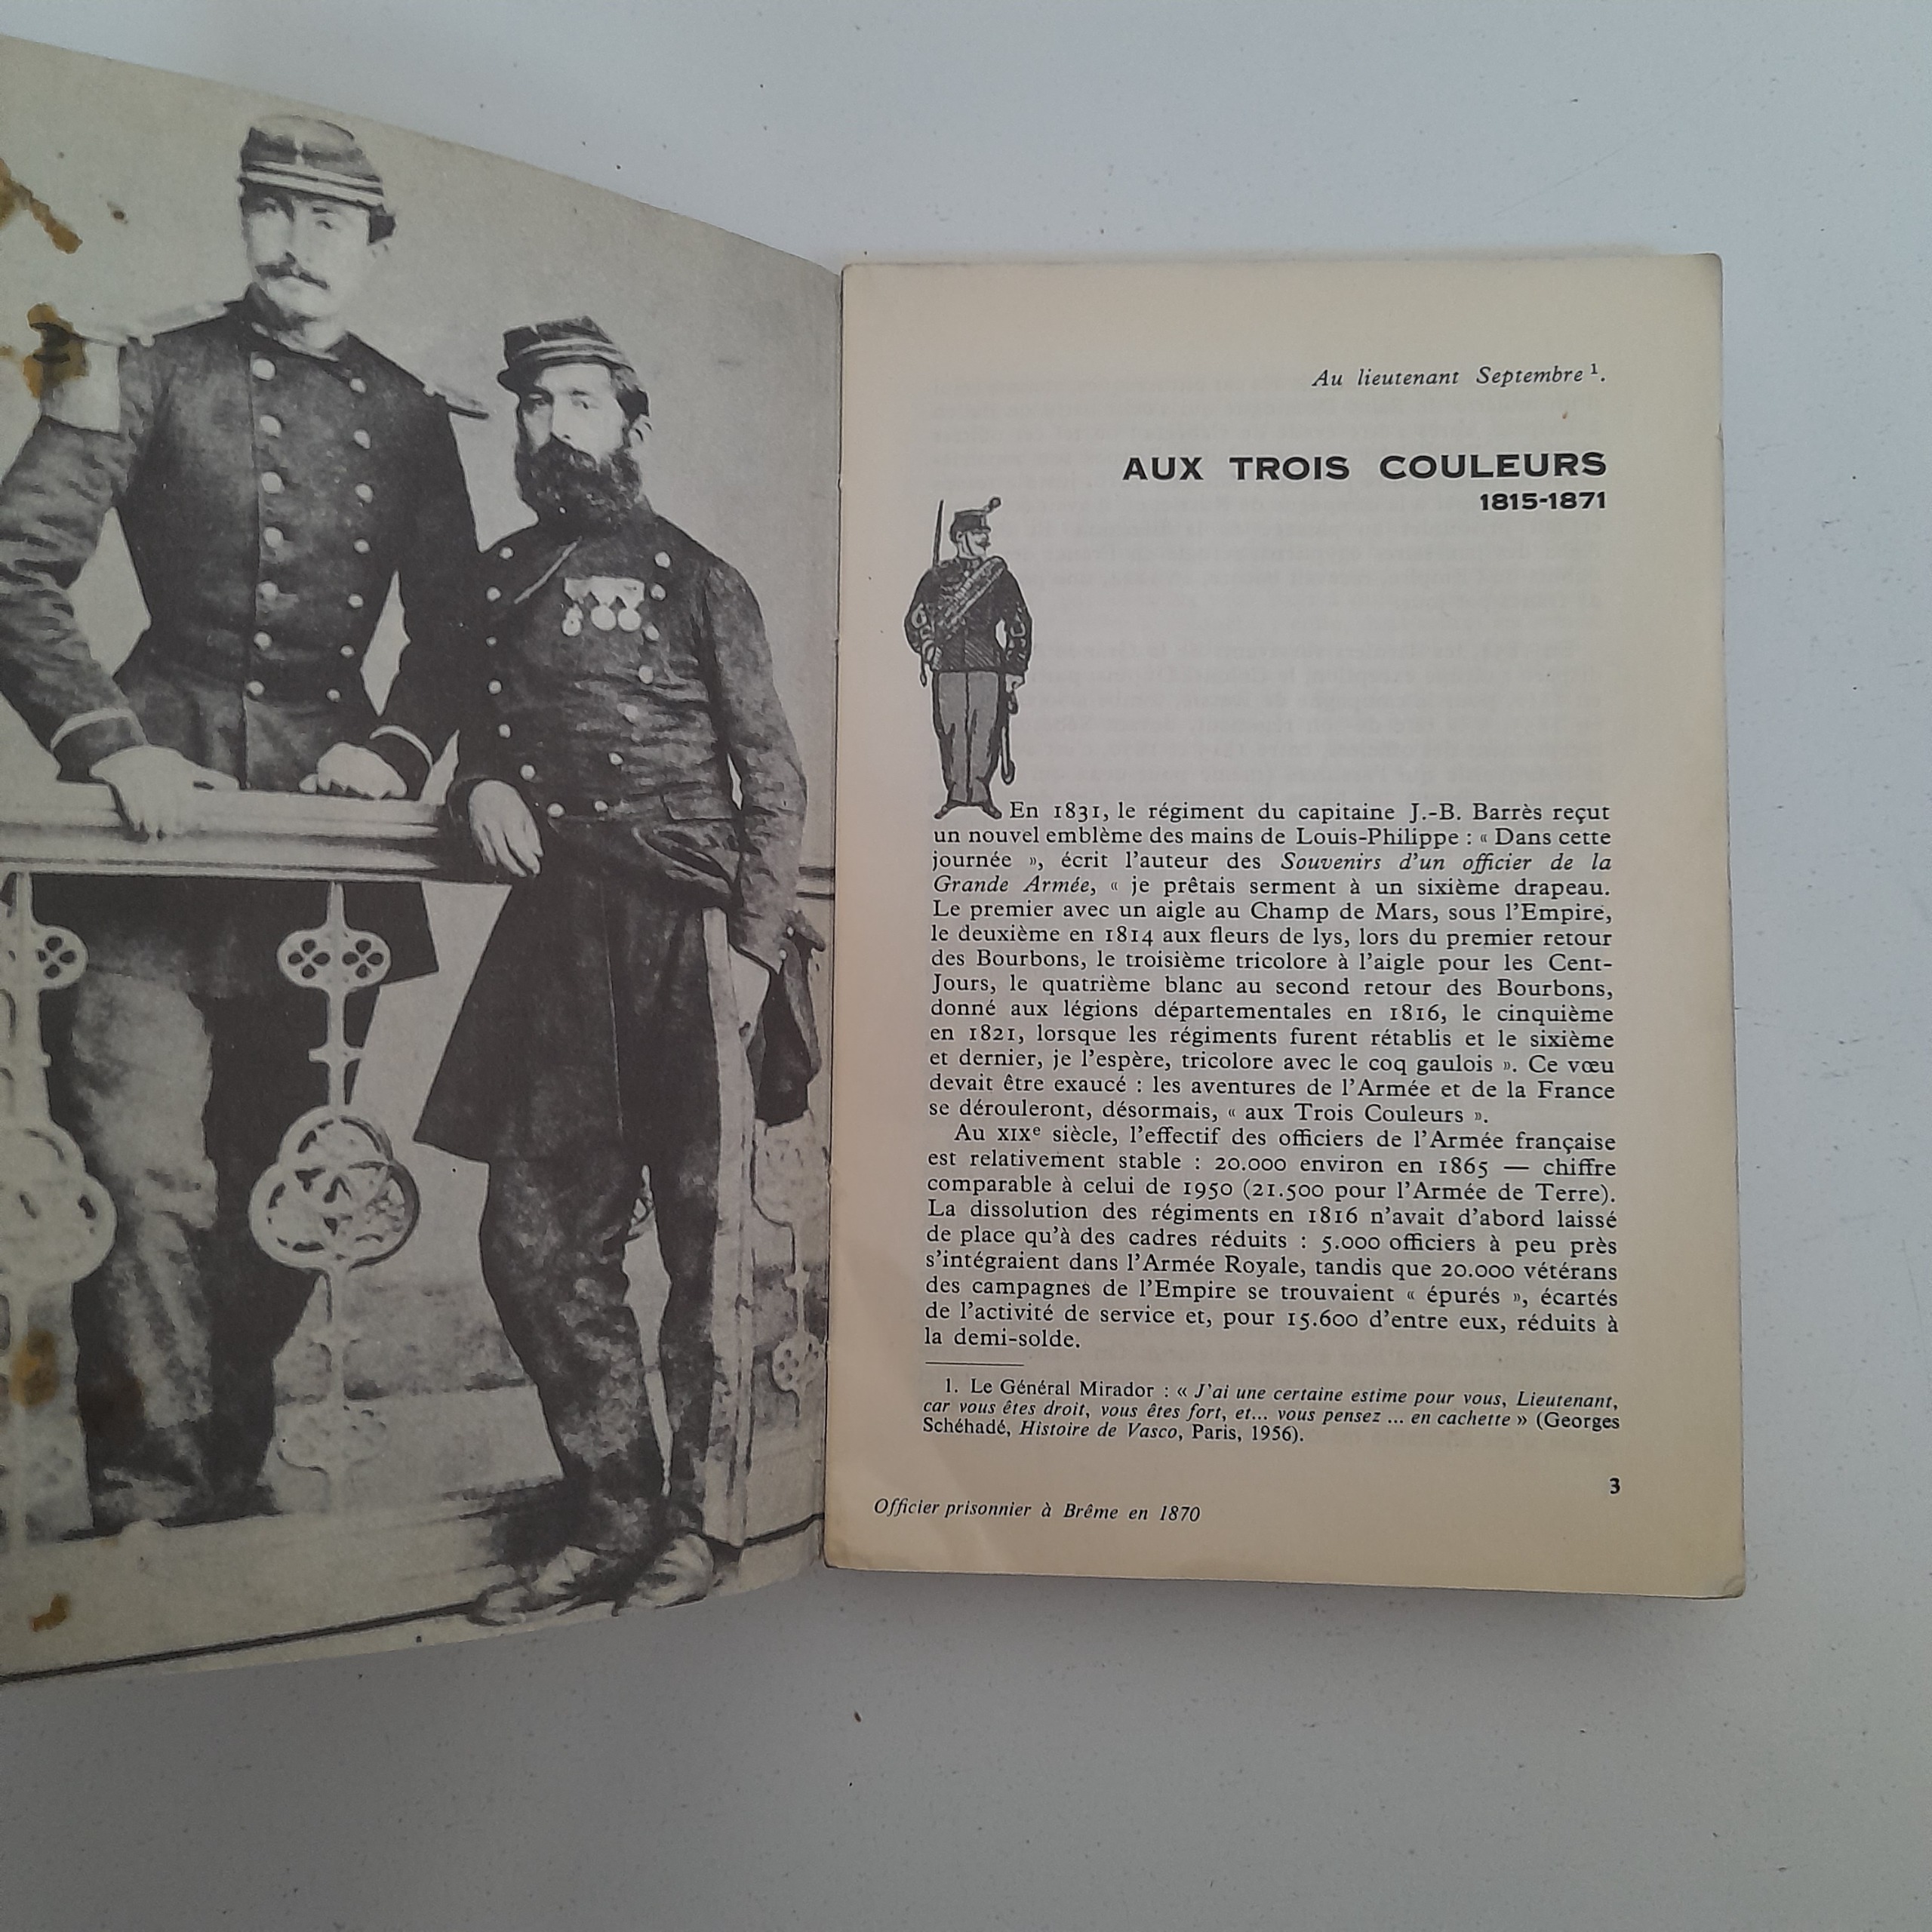 Au lieutenant Septembre ¹.
AUX TROIS COULEURS
1815-1871
En 1831, le régiment du capitaine J.-B. Barrès reçut
un nouvel emblème des mains de Louis-Philippe : « Dans cette
journée », écrit l'auteur des Souvenirs d'un officier de la
Grande Armée, « je prêtais serment à un sixième drapeau.
Le premier avec un aigle au Champ de Mars, sous l'Empire,
le deuxième en 1814 aux fleurs de lys, lors du premier retour
des Bourbons, le troisième tricolore à l'aigle pour les Cent-
Jours, le quatrième blanc au second retour des Bourbons,
donné aux légions départementales en 1816, le cinquième
en 1821, lorsque les régiments furent rétablis et le sixième
et dernier, je l'espère, tricolore avec le coq gaulois ». Ce vœu
devait être exaucé : les aventures de l'Armée et de la France
se dérouleront, désormais, « aux Trois Couleurs ».
Au XIXe siècle, l'effectif des officiers de l'Armée française
est relativement stable : 20.000 environ en 1865 — chiffre
comparable à celui de 1950 (21.500 pour l'Armée de Terre).
La dissolution des régiments en 1816 n'avait d'abord laissé
de place qu'à des cadres réduits : 5.000 officiers à peu près
s'intégraient dans l'Armée Royale, tandis que 20.000 vétérans
des campagnes de l'Empire se trouvaient « épurés », écartés
de l'activité de service et, pour 15.600 d'entre eux, réduits à
la demi-solde.
1. Le Général Mirador : « J'ai une certaine estime pour vous, Lieutenant,
car vous êtes droit, vous êtes fort, et... vous pensez ... en cachette » (Georges
Schéhadé, Histoire de Vasco, Paris, 1956).
3
Officier prisonnier à Brême en 1870